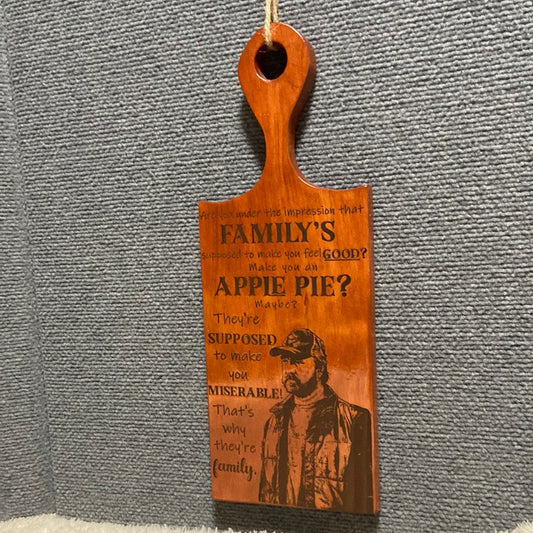 Are you under the impression that
FAMILY'S
supposed to make you feel GOOD?
Make you an
APPLE PIE?
Maybe?
They're
SUPPOSED
to make
you
MISERABLE!
That's
why
they're
family.